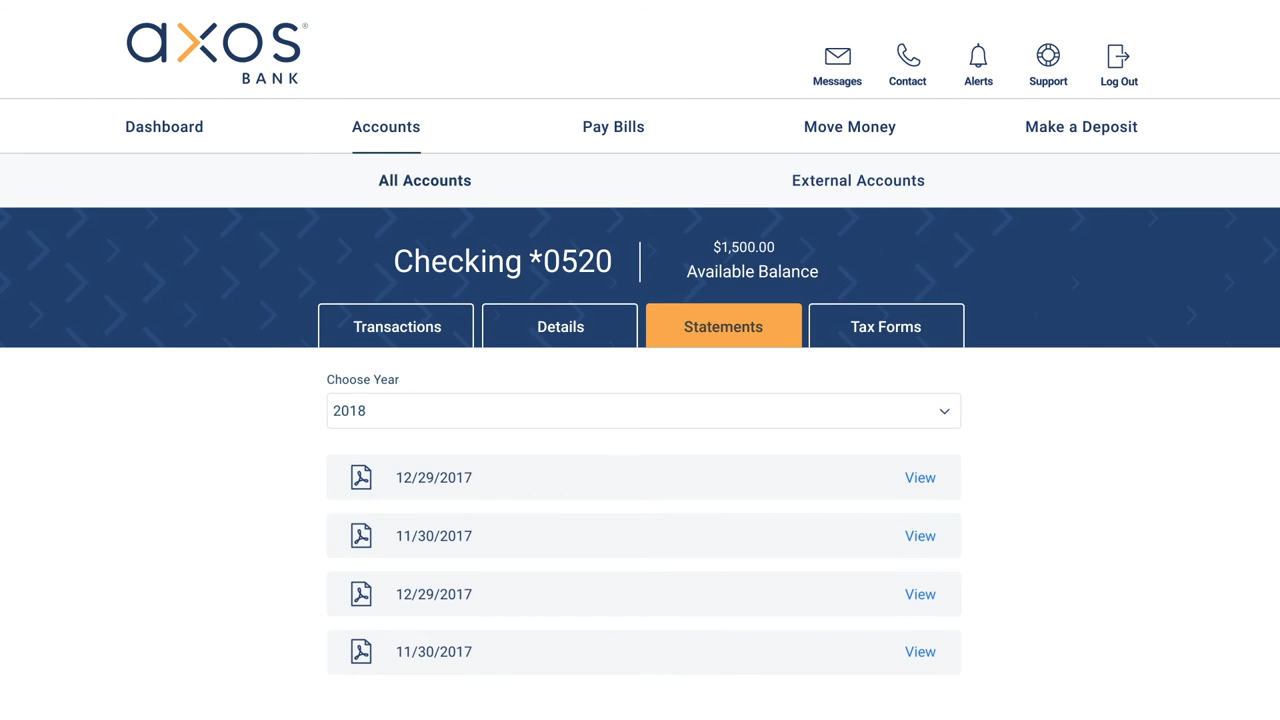 axos®
BANK
Messages
Contact
Alerts
Support
Log Out
Dashboard
Accounts
Pay Bills
Move Money
Make a Deposit
All Accounts
External Accounts
Checking *0520
$1,500.00
Available Balance
Transactions
Details
Statements
Tax Forms
Choose Year
2018
12/29/2017 View
11/30/2017 View
12/29/2017 View
11/30/2017 View